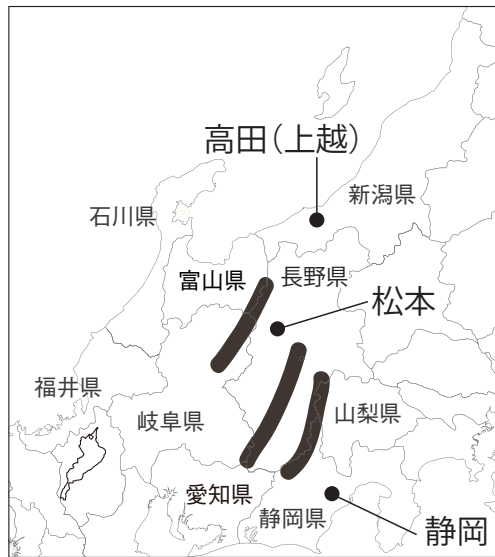 高田（上越）
新潟県
石川県
富山県
長野県
松本
福井県
岐阜県
山梨県
愛知県
静岡県
静岡